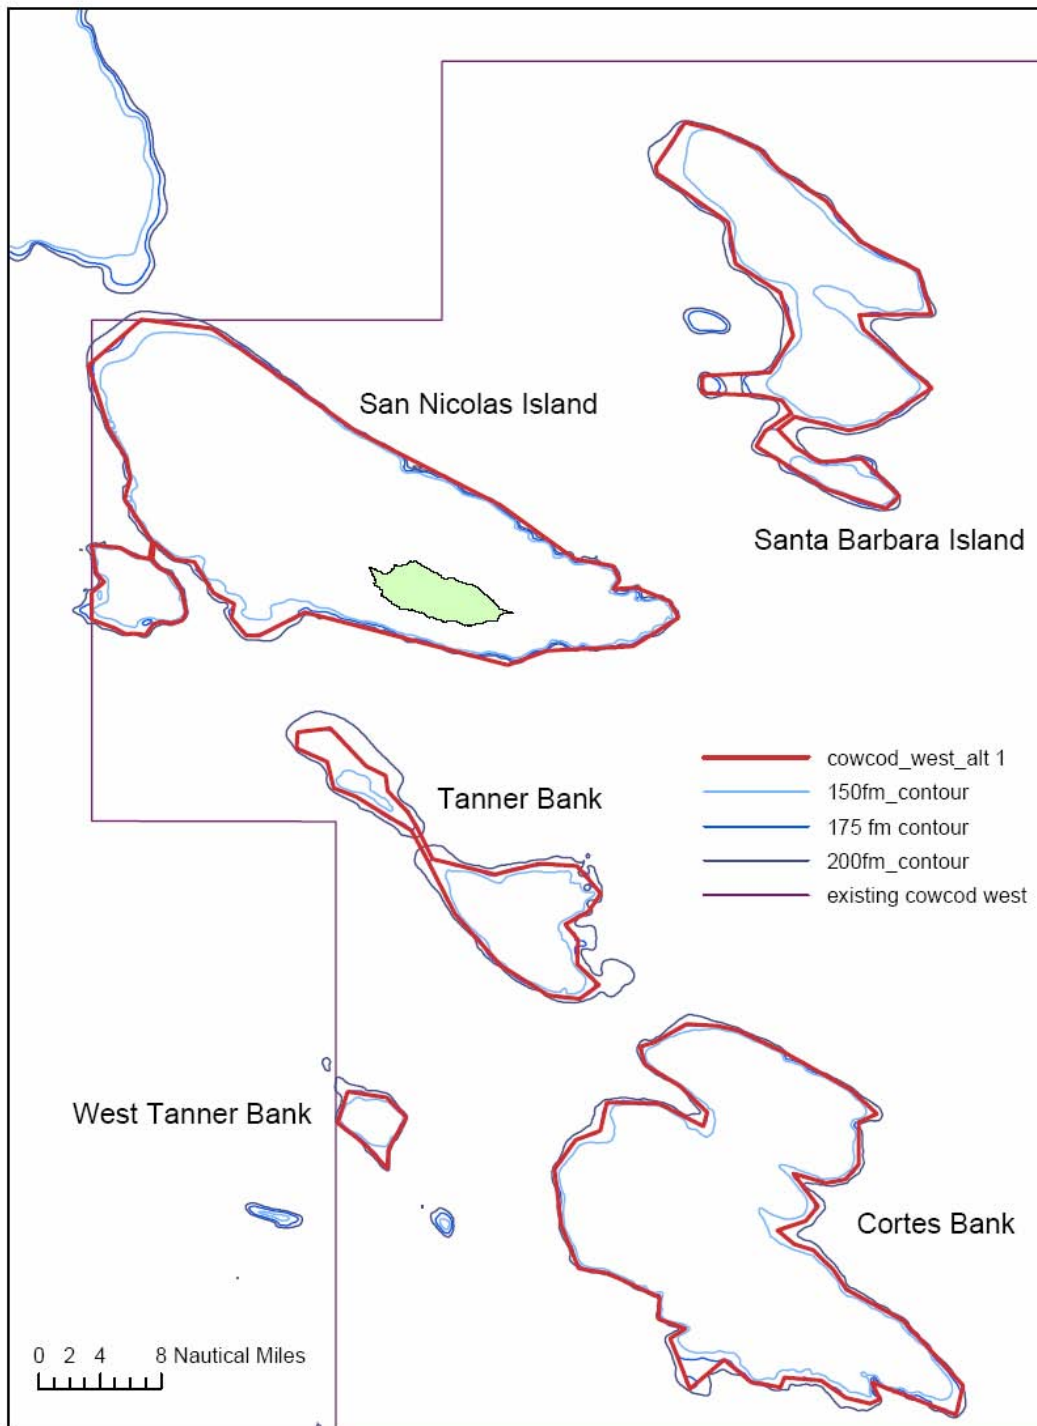 San Nicolas Island
Santa Barbara Island
Tanner Bank
cowcod_west_alt 1
150fm_contour
175 fm contour
200fm_contour
existing cowcod west
West Tanner Bank
Cortes Bank
0 2 4 8 Nautical Miles